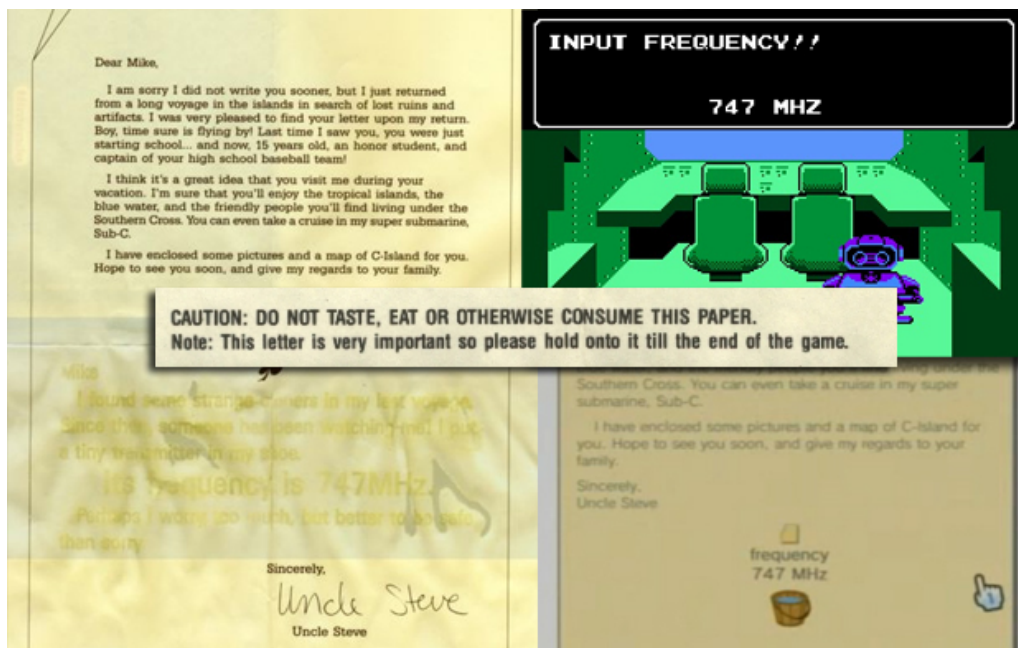 Dear Mike,
I am sorry I did not write you sooner, but I just returned
from a long voyage in the islands in search of lost ruins and
artifacts. I was very pleased to find your letter upon my return.
Boy, time sure is flying by! Last time I saw you, you were just
starting school... and now, 15 years old, an honor student, and
captain of your high school baseball team!
I think it's a great idea that you visit me during your
vacation. I'm sure that you'll enjoy the tropical islands, the
blue water, and the friendly people you'll find living under the
Southern Cross. You can even take a cruise in my super submarine,
Sub-C.
I have enclosed some pictures and a map of C-Island for you.
Hope to see you soon, and give my regards to your family.
INPUT FREQUENCY!!
747 MHZ
CAUTION: DO NOT TASTE, EAT OR OTHERWISE CONSUME THIS PAPER.
Note: This letter is very important so please hold onto it till the end of the game.
Mike
I found some strange in my last voyage.
Since then, someone has been watching me! I put
a tiny transmitter in my shoe.
Its frequency is 747MHz.
Perhaps I worry too much, but better to be safe,
than sorry
Sincerely,
Uncle Steve
Uncle Steve
under the
Southern Cross. You can even take a cruise in my super
submarine, Sub-C.
I have enclosed some pictures and a map of C-Island for
you. Hope to see you soon, and give my regards to your
family.
Sincerely,
Uncle Steve
frequency
747 MHz